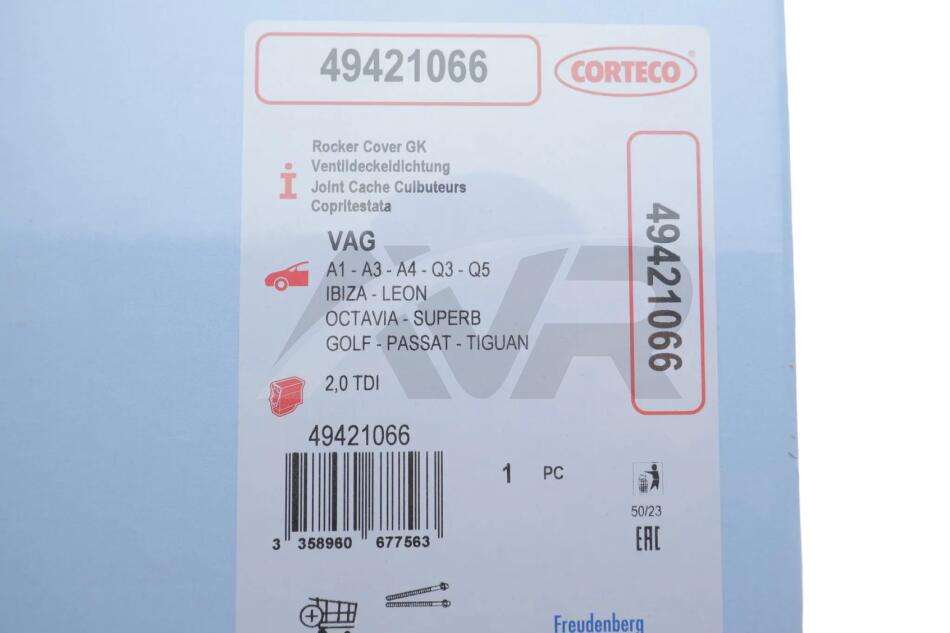 49421066
CORTECO
®
Rocker Cover GK
Ventildeckeldichtung
Joint Cache Culbuteurs
Copritestata
VAG
A1 - A3 - A4 - Q3 - Q5
IBIZA - LEON
OCTAVIA - SUPERB
GOLF - PASSAT - TIGUAN
2,0 TDI
49421066
49421066
1 PC
3 358960 677563
50/23
EAC
Freudenberg
AVR